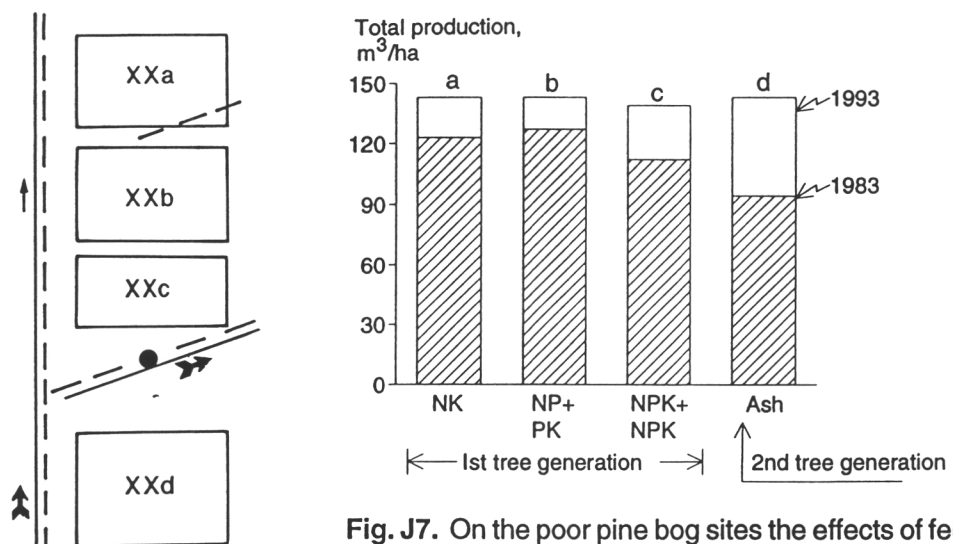 XXa
XXb
XXc
XXd
Total production,
m³/ha
150
120
90
60
30
0
a
b
c
d
1993
1983
NK
NP+
PK
NPK+
NPK
Ash
Ist tree generation
2nd tree generation
Fig. J7. On the poor pine bog sites the effects of fe